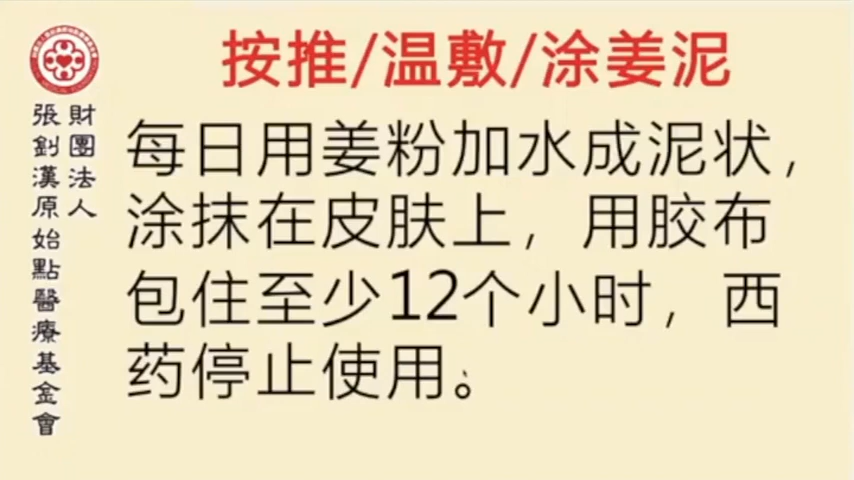 按推/温敷/涂姜泥
每日用姜粉加水成泥状，
涂抹在皮肤上，用胶布
包住至少12个小时，西
药停止使用。
財團法人
張釗漢原始點醫療基金會